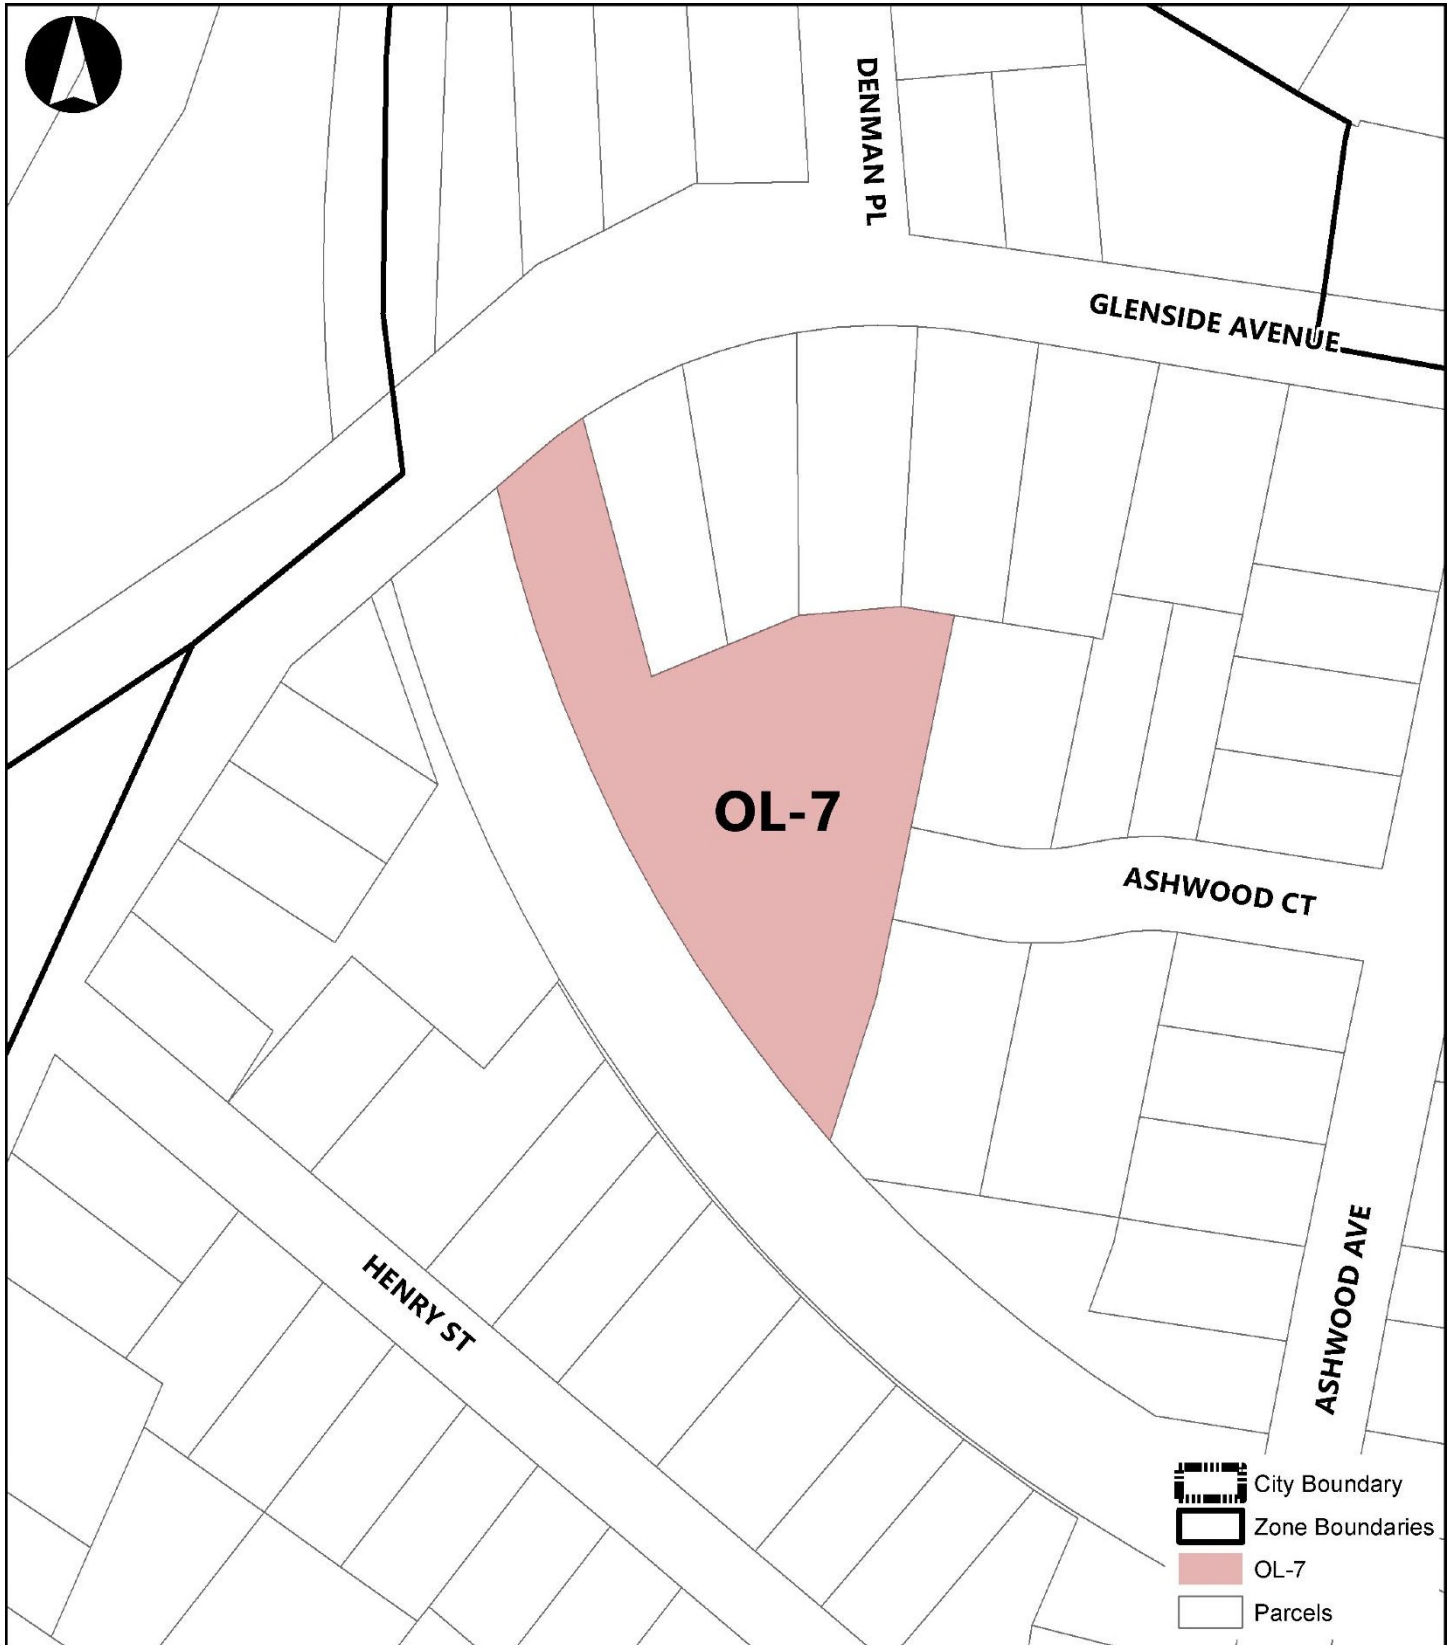 DENMAN PL
GLENSIDE AVENUE
OL-7
ASHWOOD CT
ASHWOOD AVE
HENRY ST
City Boundary
Zone Boundaries
OL-7
Parcels